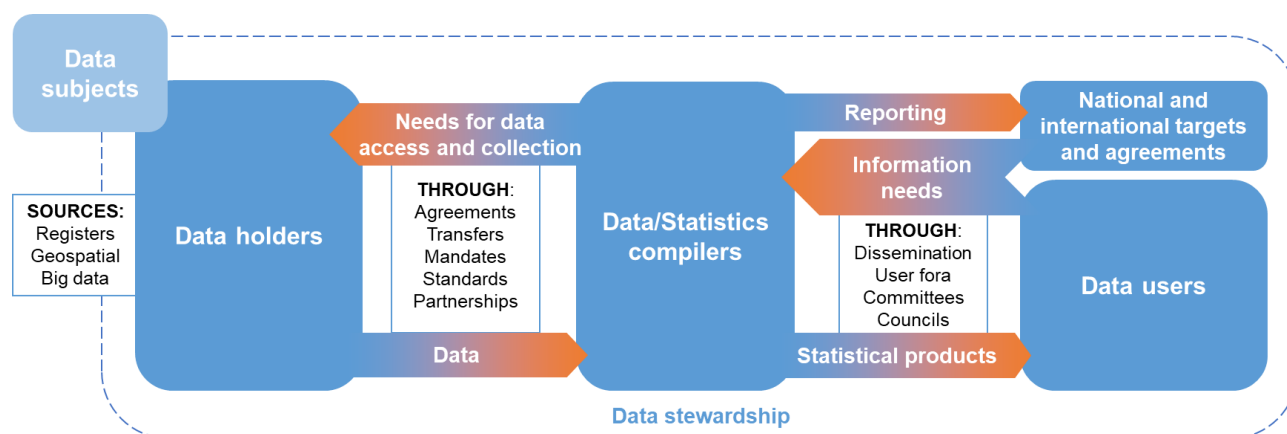 Data
subjects
SOURCES:
Registers
Geospatial
Big data
Data holders
Needs for data
access and collection
THROUGH:
Agreements
Transfers
Mandates
Standards
Partnerships
Data
Data/Statistics
compilers
Reporting
Information
needs
THROUGH:
Dissemination
User fora
Committees
Councils
Statistical products
National and
international targets
and agreements
Data users
Data stewardship